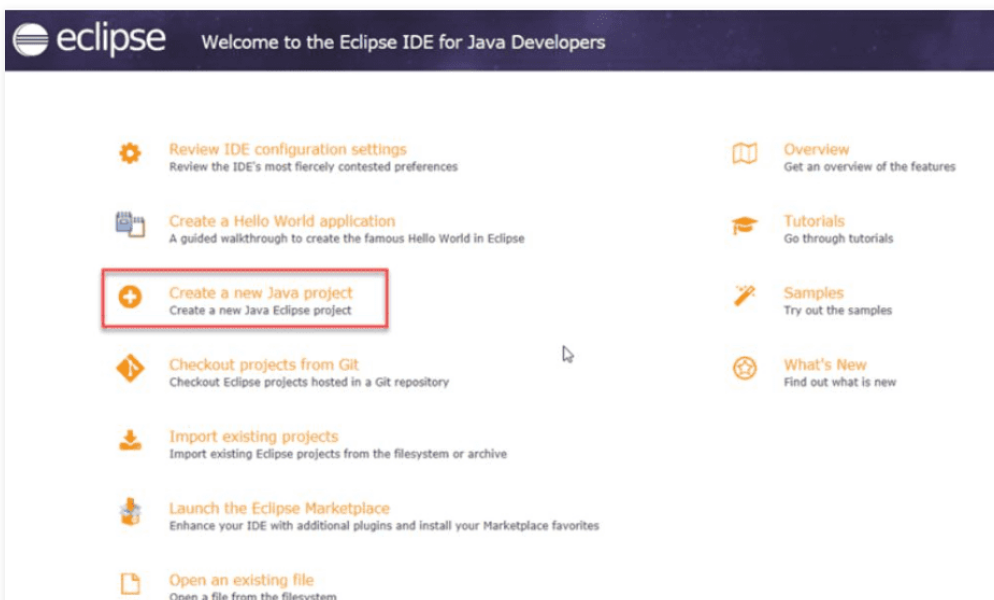 eclipse Welcome to the Eclipse IDE for Java Developers
Review IDE configuration settings
Review the IDE's most fiercely contested preferences
Create a Hello World application
A guided walkthrough to create the famous Hello World in Eclipse
Create a new Java project
Create a new Java Eclipse project
Checkout projects from Git
Checkout Eclipse projects hosted in a Git repository
Import existing projects
Import existing Eclipse projects from the filesystem or archive
Launch the Eclipse Marketplace
Enhance your IDE with additional plugins and install your Marketplace favorites
Open an existing file
Open a file from the filesystem
Overview
Get an overview of the features
Tutorials
Go through tutorials
Samples
Try out the samples
What's New
Find out what is new